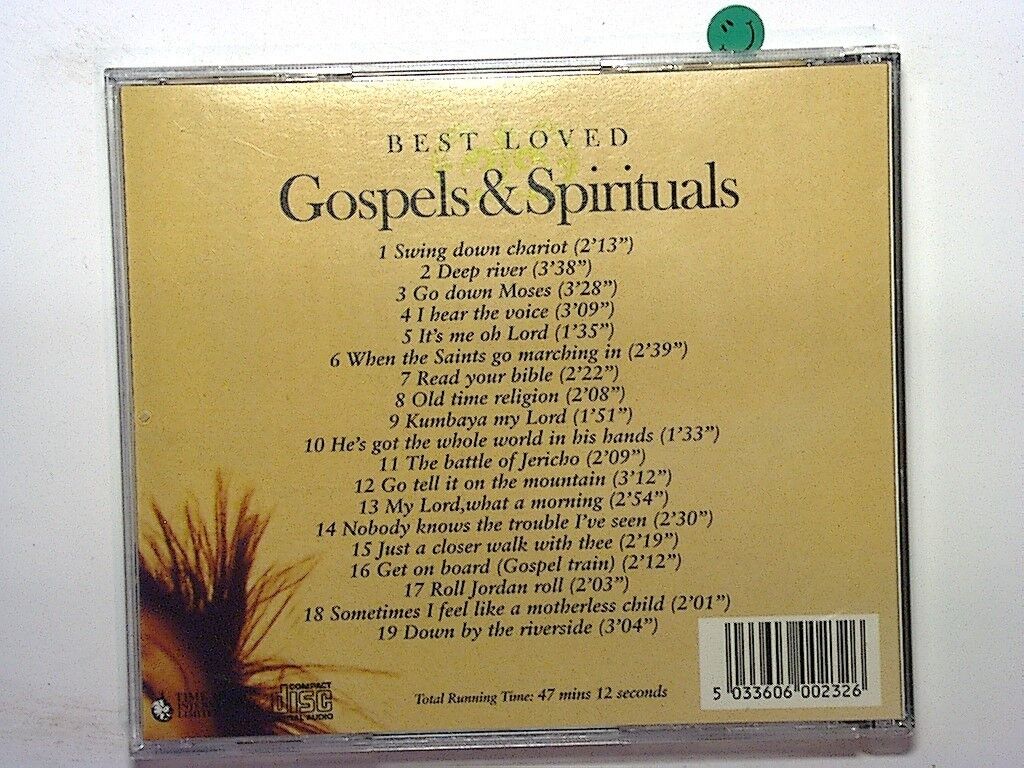 BEST LOVED
Gospels & Spirituals
1 Swing down chariot (2'13")
2 Deep river (3'38")
3 Go down Moses (3'28")
4 I hear the voice (3'09")
5 It's me oh Lord (1'35")
6 When the Saints go marching in (2'39")
7 Read your bible (2'22")
8 Old time religion (2'08")
9 Kumbaya my Lord (1'51")
10 He's got the whole world in his hands (1'33")
11 The battle of Jericho (2'09")
12 Go tell it on the mountain (3'12")
13 My Lord,what a morning (2'54")
14 Nobody knows the trouble I've seen (2'30")
15 Just a closer walk with thee (2'19")
16 Get on board (Gospel train) (2'12")
17 Roll Jordan roll (2'03")
18 Sometimes I feel like a motherless child (2'01")
19 Down by the riverside (3'04")
TIME
COMPACT
disc
AUDIO
Total Running Time: 47 mins 12 seconds
5 033606 002326